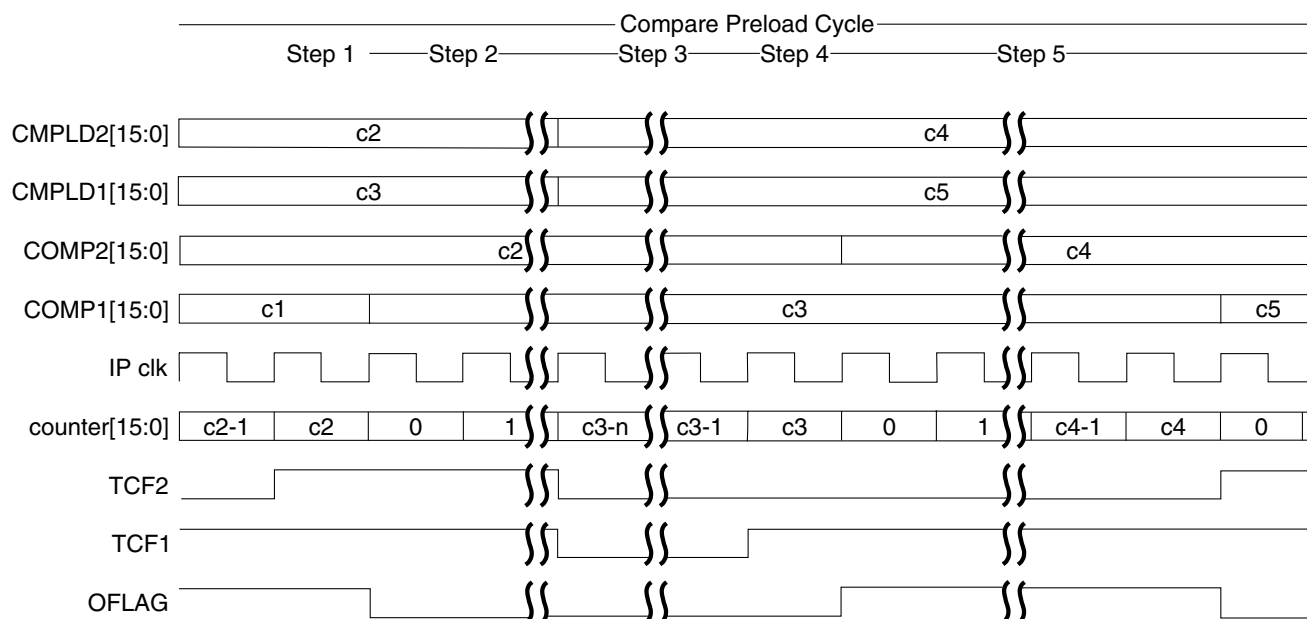 Compare Preload Cycle
Step 1 Step 2 Step 3 Step 4 Step 5
CMPLD2[15:0] c2 c4
CMPLD1[15:0] c3 c5
COMP2[15:0] c2 c4
COMP1[15:0] c1 c3 c5
IP clk
counter[15:0] c2-1 c2 0 1 c3-n c3-1 c3 0 1 c4-1 c4 0
TCF2
TCF1
OFLAG